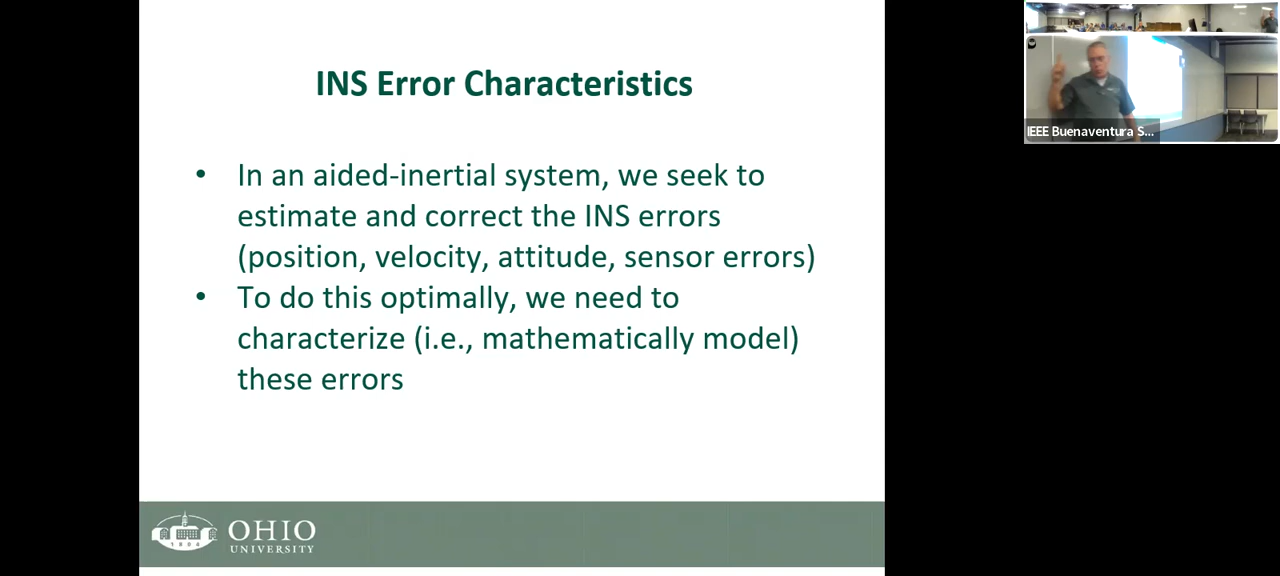 INS Error Characteristics
• In an aided-inertial system, we seek to
estimate and correct the INS errors
(position, velocity, attitude, sensor errors)
• To do this optimally, we need to
characterize (i.e., mathematically model)
these errors
1804
OHIO
UNIVERSITY
IEEE Buenaventura S...